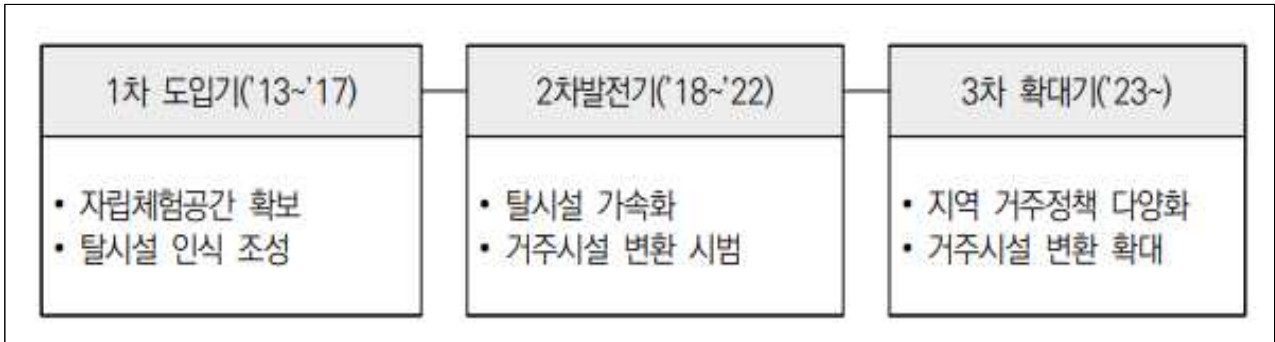 1차 도입기('13~'17)
• 자립체험공간 확보
• 탈시설 인식 조성
2차발전기('18~'22)
• 탈시설 가속화
• 거주시설 변환 시범
3차 확대기('23~)
• 지역 거주정책 다양화
• 거주시설 변환 확대